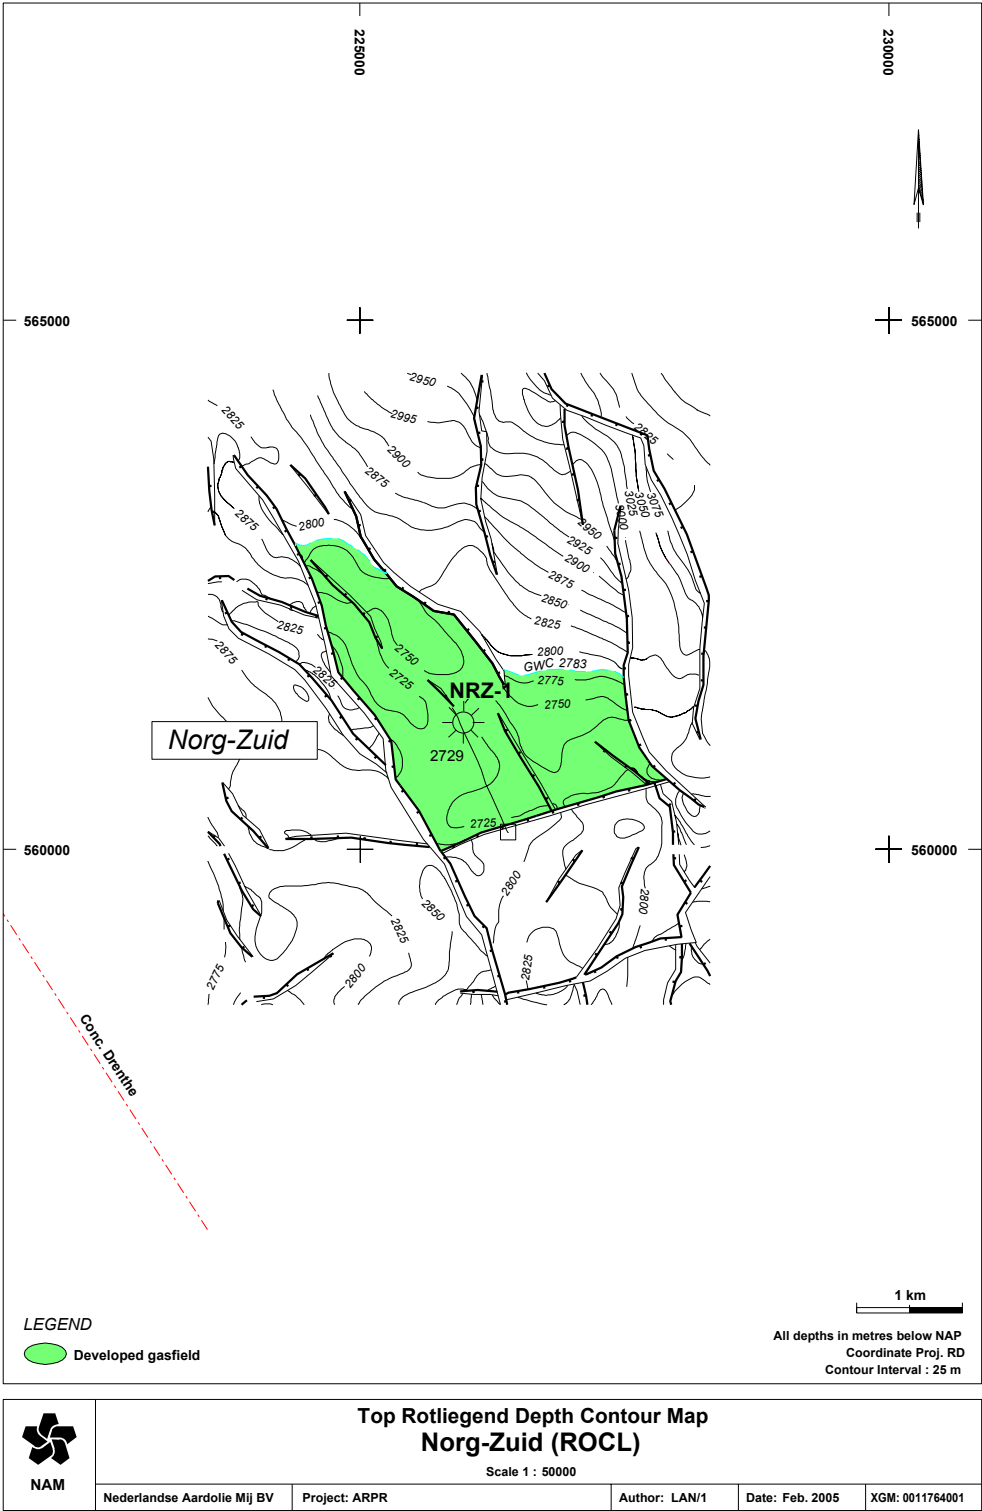 225000
230000
565000
565000
2950
2995
2900
2875
2825
2825
2875
2800
3075
3050
3025
3000
2950
2925
2900
2875
2850
2825
2800
GWC 2783
2775
2750
2825
2875
2825
2750
2725
NRZ-1
2729
Norg-Zuid
2725
560000
560000
2800
2850
2825
2800
2775
2800
2825
Conc. Drenthe
1 km
LEGEND
Developed gasfield
All depths in metres below NAP
Coordinate Proj. RD
Contour Interval : 25 m
NAM
Top Rotliegend Depth Contour Map
Norg-Zuid (ROCL)
Scale 1 : 50000
Nederlandse Aardolie Mij BV
Project: ARPR
Author: LAN/1
Date: Feb. 2005
XGM: 0011764001